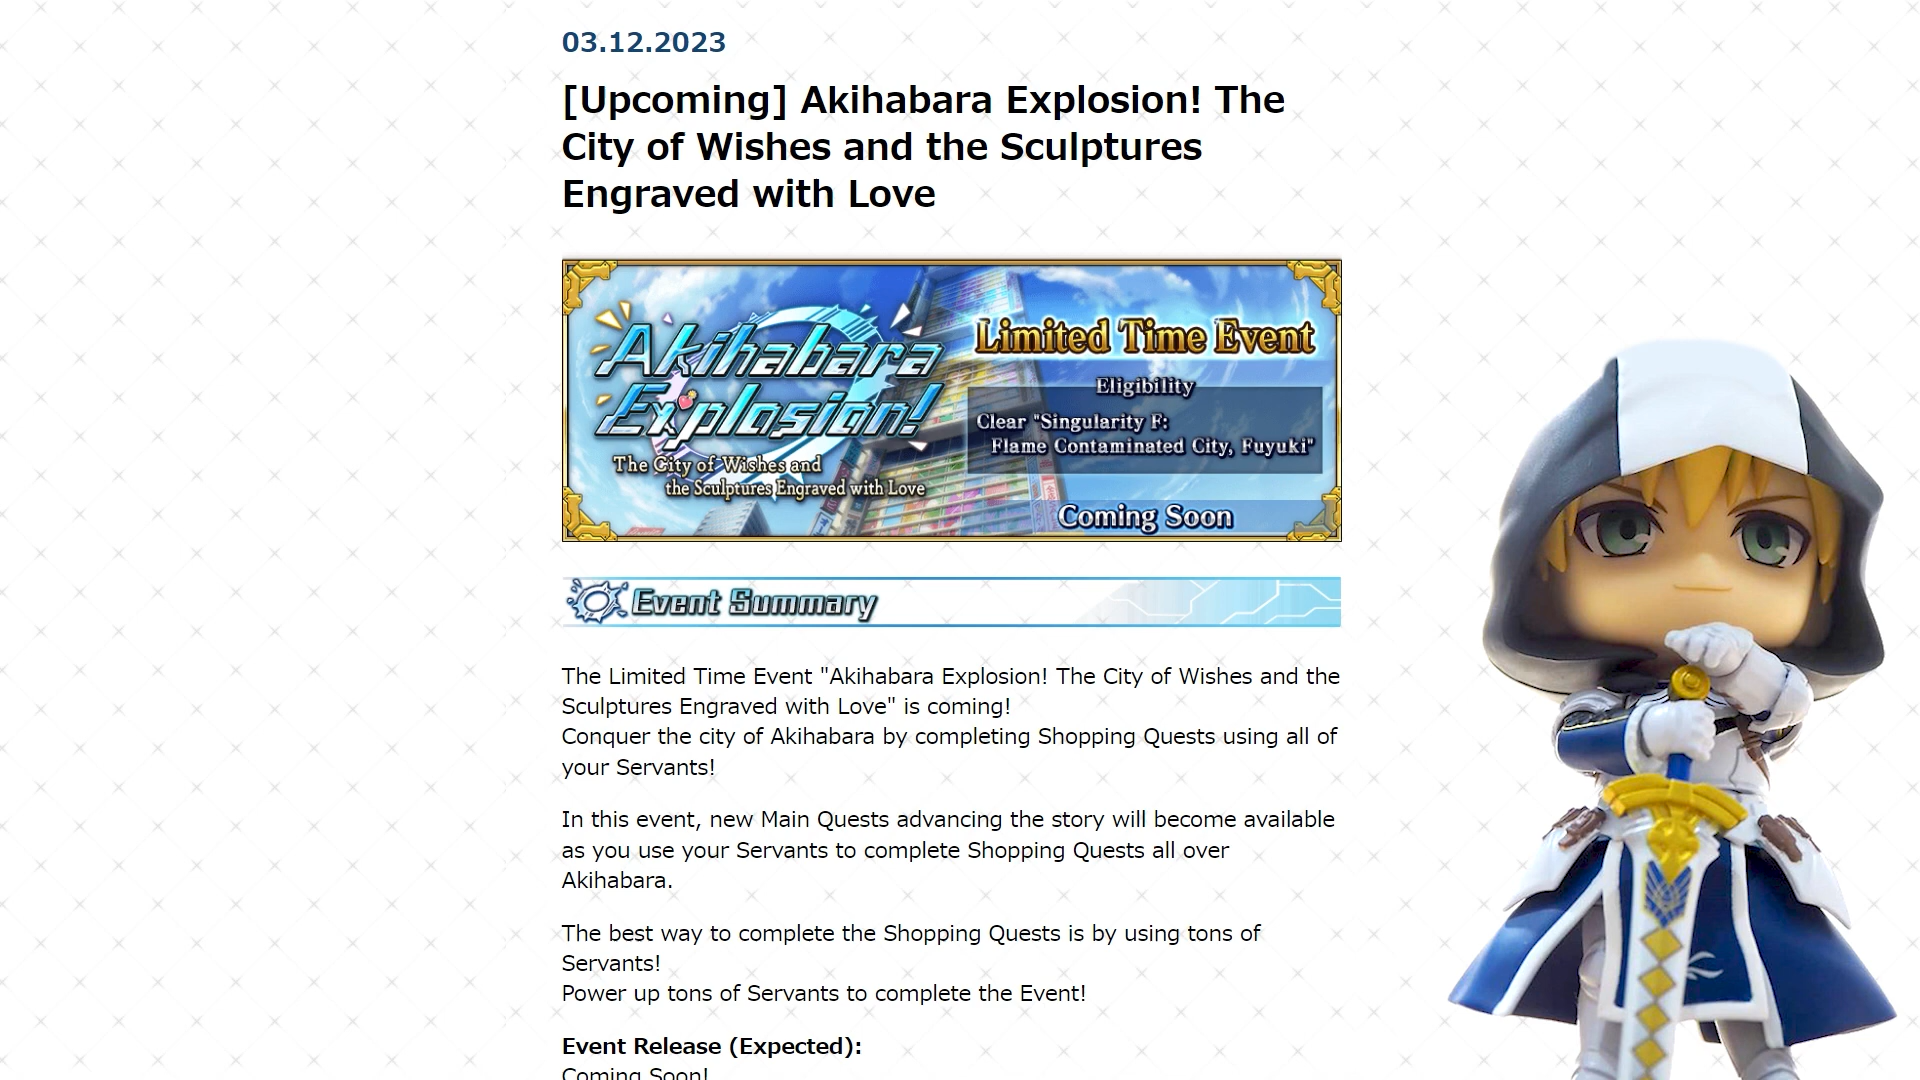 03.12.2023
[Upcoming] Akihabara Explosion! The
City of Wishes and the Sculptures
Engraved with Love
Akihabara
Explosion!
The City of Wishes and
the Sculptures Engraved with Love
Limited Time Event
Eligibility
Clear "Singularity F:
Flame Contaminated City, Fuyuki"
Coming Soon
Event Summary
The Limited Time Event "Akihabara Explosion! The City of Wishes and the
Sculptures Engraved with Love" is coming!
Conquer the city of Akihabara by completing Shopping Quests using all of
your Servants!
In this event, new Main Quests advancing the story will become available
as you use your Servants to complete Shopping Quests all over
Akihabara.
The best way to complete the Shopping Quests is by using tons of
Servants!
Power up tons of Servants to complete the Event!
Event Release (Expected):
Coming Soon!